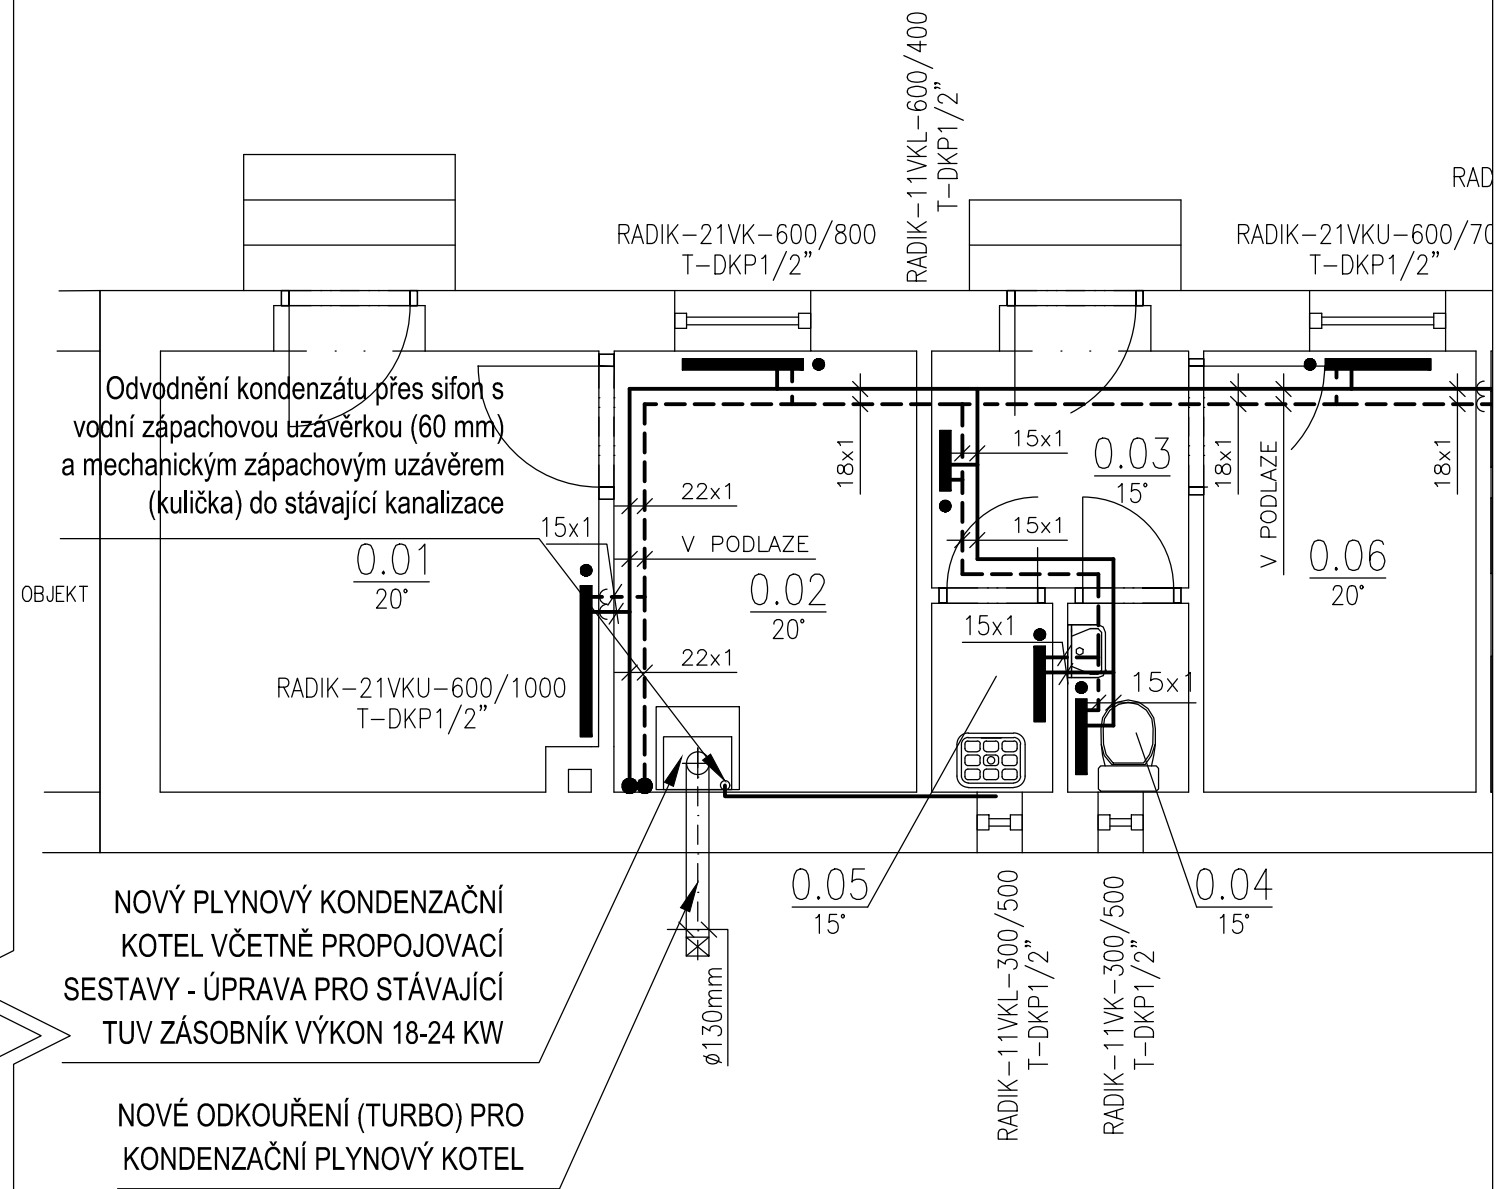 RADIK-11VKL-600/400
T-DKP1/2"
RAD
RADIK-21VK-600/800
T-DKP1/2"
RADIK-21VKU-600/70
T-DKP1/2"
Odvodnění kondenzátu přes sifon s
vodní zápachovou uzávěrkou (60 mm)
a mechanickým zápachovým uzávěrem
(kulička) do stávající kanalizace
15x1
18x1
0.03
15°
18x1
V PODLAZE
18x1
22x1
15x1
15x1
V PODLAZE
0.01
20°
0.02
20°
0.06
20°
OBJEKT
15x1
22x1
15x1
RADIK-21VKU-600/1000
T-DKP1/2"
0.05
15°
0.04
15°
NOVÝ PLYNOVÝ KONDENZAČNÍ
KOTEL VČETNĚ PROPOJOVACÍ
SESTAVY - ÚPRAVA PRO STÁVAJÍCÍ
TUV ZÁSOBNÍK VÝKON 18-24 KW
ø130mm
RADIK-11VKL-300/500
T-DKP1/2"
RADIK-11VK-300/500
T-DKP1/2"
NOVÉ ODKOUŘENÍ (TURBO) PRO
KONDENZAČNÍ PLYNOVÝ KOTEL